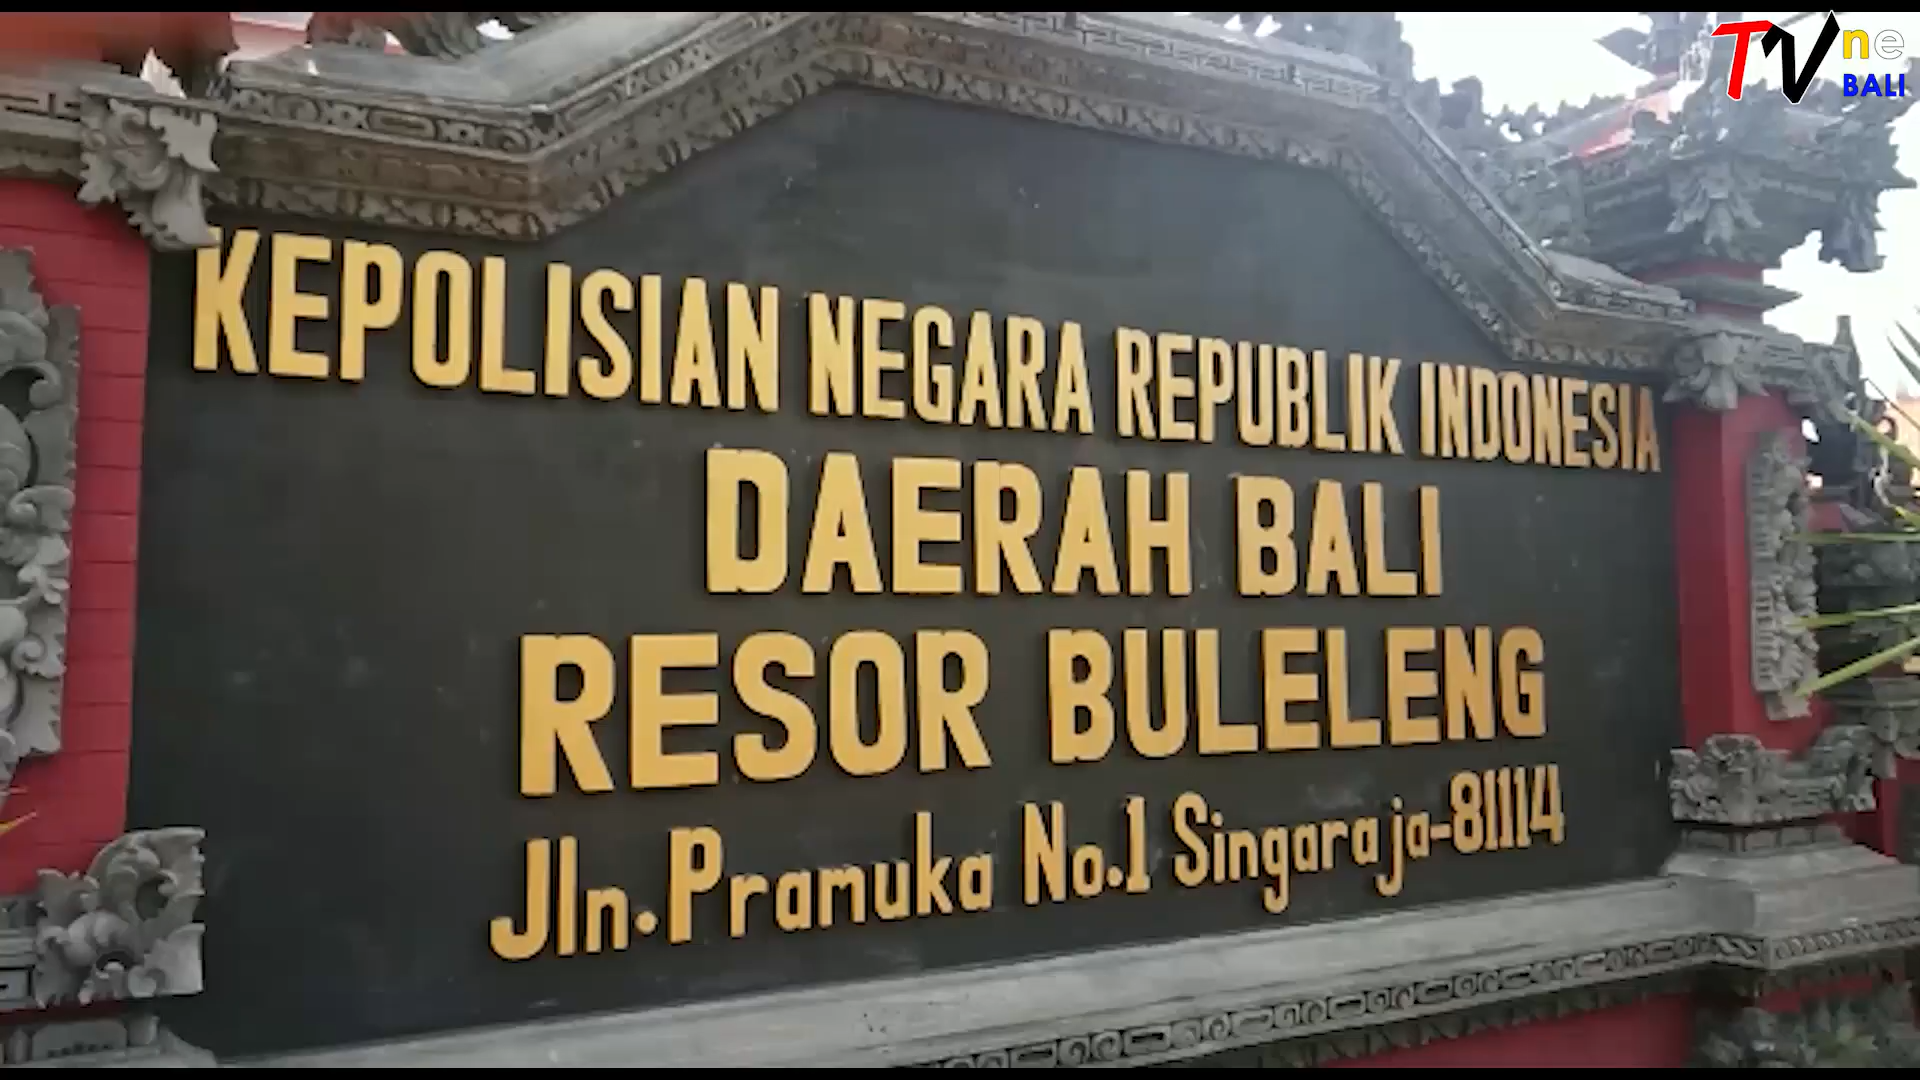 TVne
BALI
KEPOLISIAN NEGARA REPUBLIK INDONESIA
DAERAH BALI
RESOR BULELENG
Jln.Pramuka No.1 Singaraja-81114